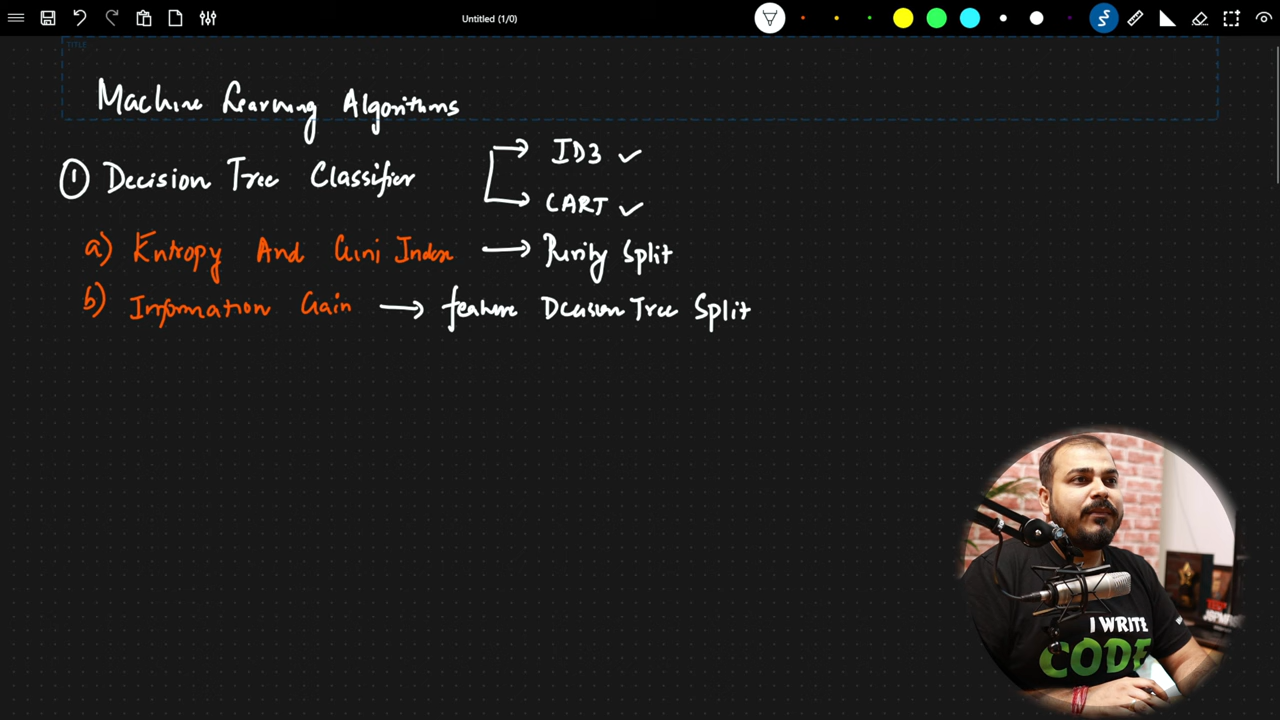 Untitled (1/0)
TITLE
Machine Learning Algorithms
① Decision Tree Classifier
→ ID3 ✓
→ CART ✓
a) Entropy And Gini Index → Purity Split
b) Information Gain → feature Decision Tree Split
I WRITE
CODE